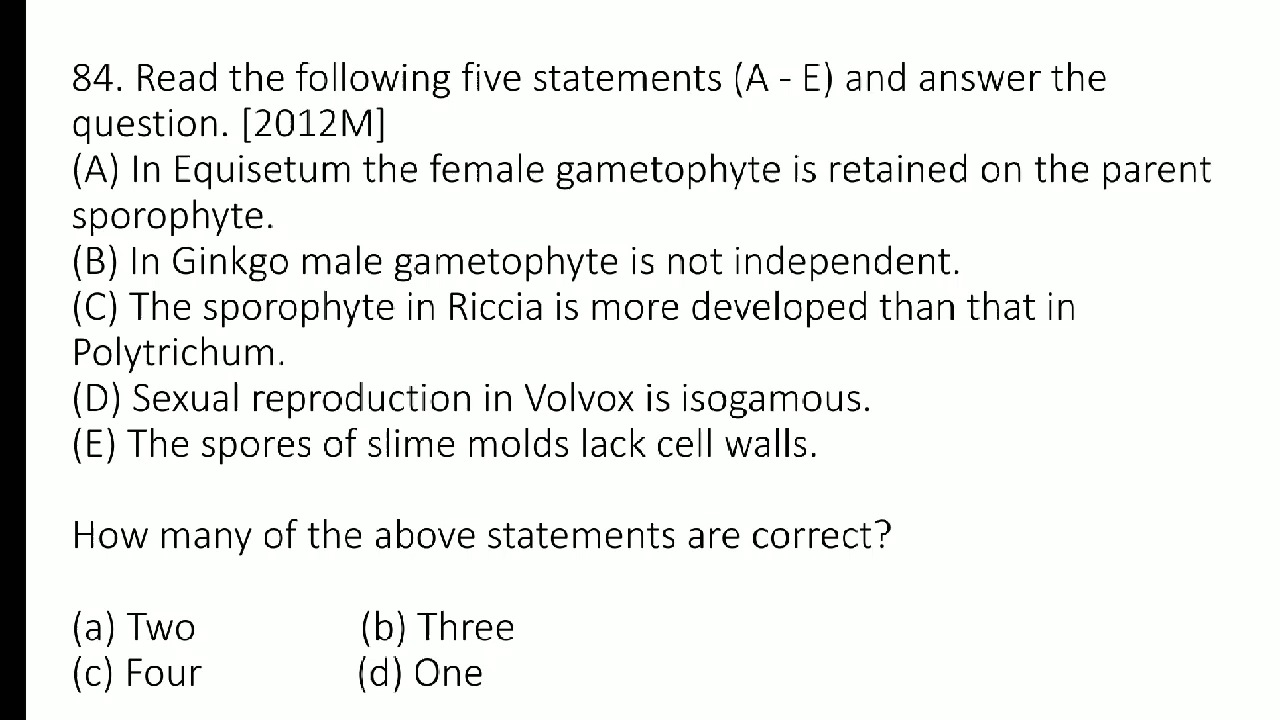 84. Read the following five statements (A - E) and answer the
question. [2012M]
(A) In Equisetum the female gametophyte is retained on the parent
sporophyte.
(B) In Ginkgo male gametophyte is not independent.
(C) The sporophyte in Riccia is more developed than that in
Polytrichum.
(D) Sexual reproduction in Volvox is isogamous.
(E) The spores of slime molds lack cell walls.
How many of the above statements are correct?
(a) Two (b) Three
(c) Four (d) One